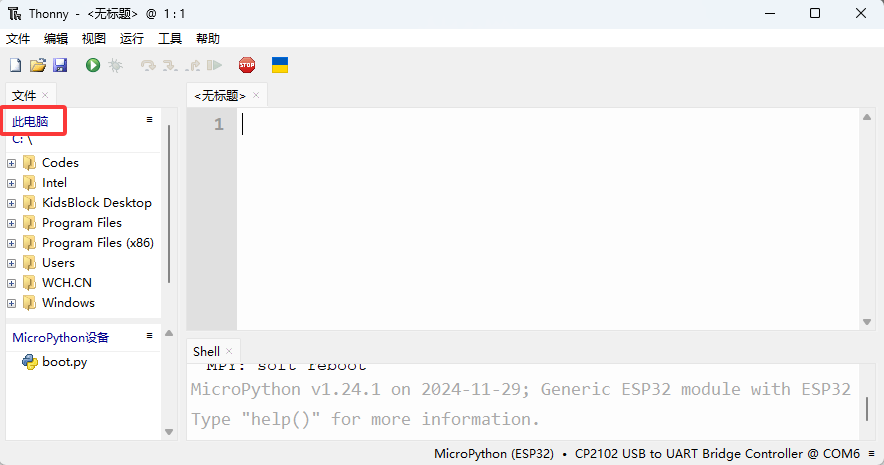 Thonny - <无标题> @ 1:1
文件 编辑 视图 运行 工具 帮助
STOP
文件
<无标题>
此电脑
C: \
1
Codes
Intel
KidsBlock Desktop
Program Files
Program Files (x86)
Users
WCH.CN
Windows
MicroPython设备
boot.py
Shell
MPY: soft reboot
MicroPython v1.24.1 on 2024-11-29; Generic ESP32 module with ESP32
Type "help()" for more information.
MicroPython (ESP32) • CP2102 USB to UART Bridge Controller @ COM6